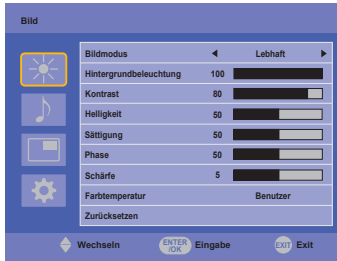 Bild
Bildmodus Lebhaft
Hintergrundbeleuchtung 100
Kontrast 80
Helligkeit 50
Sättigung 50
Phase 50
Schärfe 5
Farbtemperatur Benutzer
Zurücksetzen
Wechseln ENTER /OK Eingabe EXIT Exit